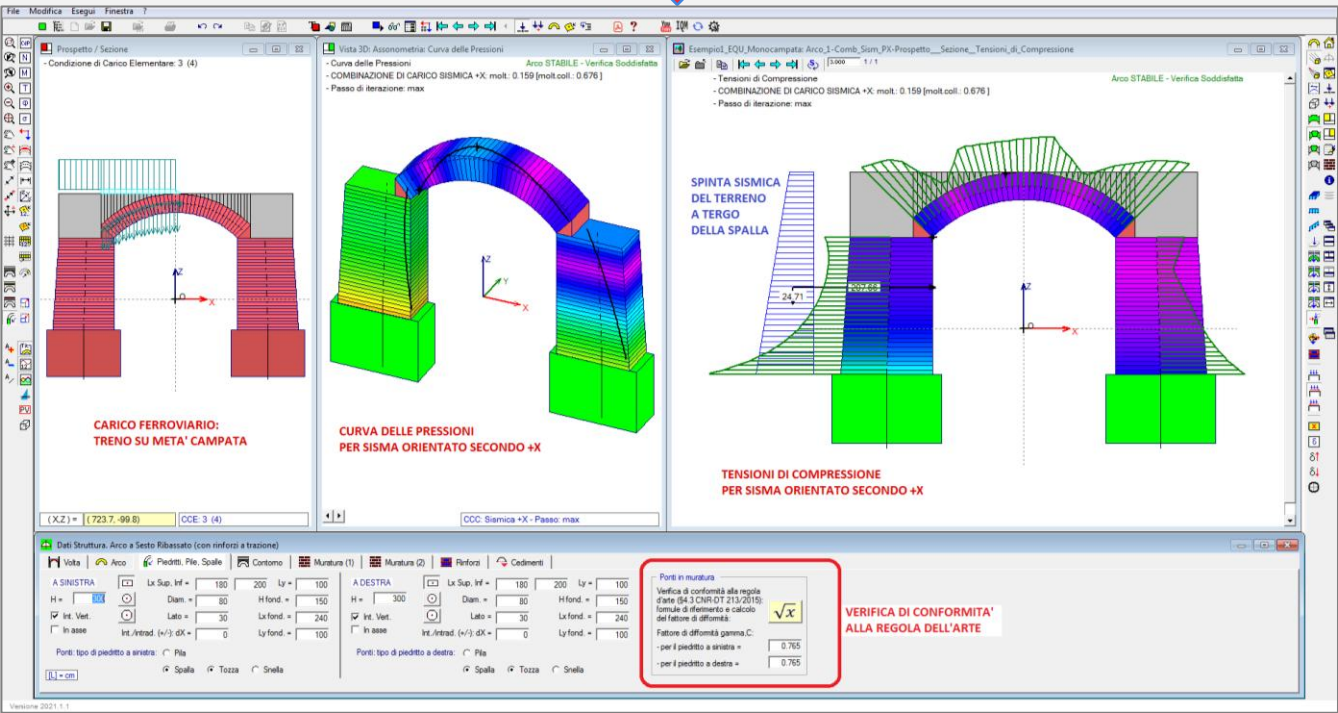 File Modifica Esegui Finestra ?
Prospetto / Sezione
- Condizione di Carico Elementare: 3 (4)
X
Z
O
CARICO FERROVIARIO:
TRENO SU META' CAMPATA
(X,Z) = (723.7, -99.8) CCE: 3 (4)
Vista 3D: Assonometria: Curva delle Pressioni
- Curva delle Pressioni Arco STABILE - Verifica Soddisfatta
- COMBINAZIONE DI CARICO SISMICA +X: molt.: 0.159 [molt.coll.: 0.676 ]
- Passo di iterazione: max
Z
Y
X
CURVA DELLE PRESSIONI
PER SISMA ORIENTATO SECONDO +X
CCC: Sismica +X - Passo: max
Esempio1_EQU_Monocampata: Arco_1-Comb_Sism_PX-Prospetto__Sezione__Tensioni_di_Compressione
3.000 1 / 1
- Tensioni di Compressione Arco STABILE - Verifica Soddisfatta
- COMBINAZIONE DI CARICO SISMICA +X: molt.: 0.159 [molt.coll.: 0.676 ]
- Passo di iterazione: max
SPINTA SISMICA
DEL TERRENO
A TERGO
DELLA SPALLA
24.71
207.66
Z
O
X
TENSIONI DI COMPRESSIONE
PER SISMA ORIENTATO SECONDO +X
Dati Struttura. Arco a Sesto Ribassato (con rinforzi a trazione)
Volta Arco Piedritti, Pile, Spalle Contorno Muratura (1) Muratura (2) Rinforzi Cedimenti
A SINISTRA Lx Sup, Inf = 180 200 Ly = 100
H = 300 Diam. = 80 H fond. = 150
Int. Vert. Lato = 30 Lx fond. = 240
In asse Int./intrad. (+/-): dX = 0 Ly fond. = 100
Ponti: tipo di piedritto a sinistra: Pila
Spalla Tozza Snella
[L] = cm
A DESTRA Lx Sup, Inf = 180 200 Ly = 100
H = 300 Diam. = 80 H fond. = 150
Int. Vert. Lato = 30 Lx fond. = 240
In asse Int./intrad. (+/-): dX = 0 Ly fond. = 100
Ponti: tipo di piedritto a destra: Pila
Spalla Tozza Snella
Ponti in muratura
Verifica di conformità alla regola
d'arte (§4.3 CNR-DT 213/2015):
formule di riferimento e calcolo
del fattore di difformità:
√x
Fattore di difformità gamma,C:
- per il piedritto a sinistra = 0.765
- per il piedritto a destra = 0.765
VERIFICA DI CONFORMITA'
ALLA REGOLA DELL'ARTE
Versione 2021.1.1